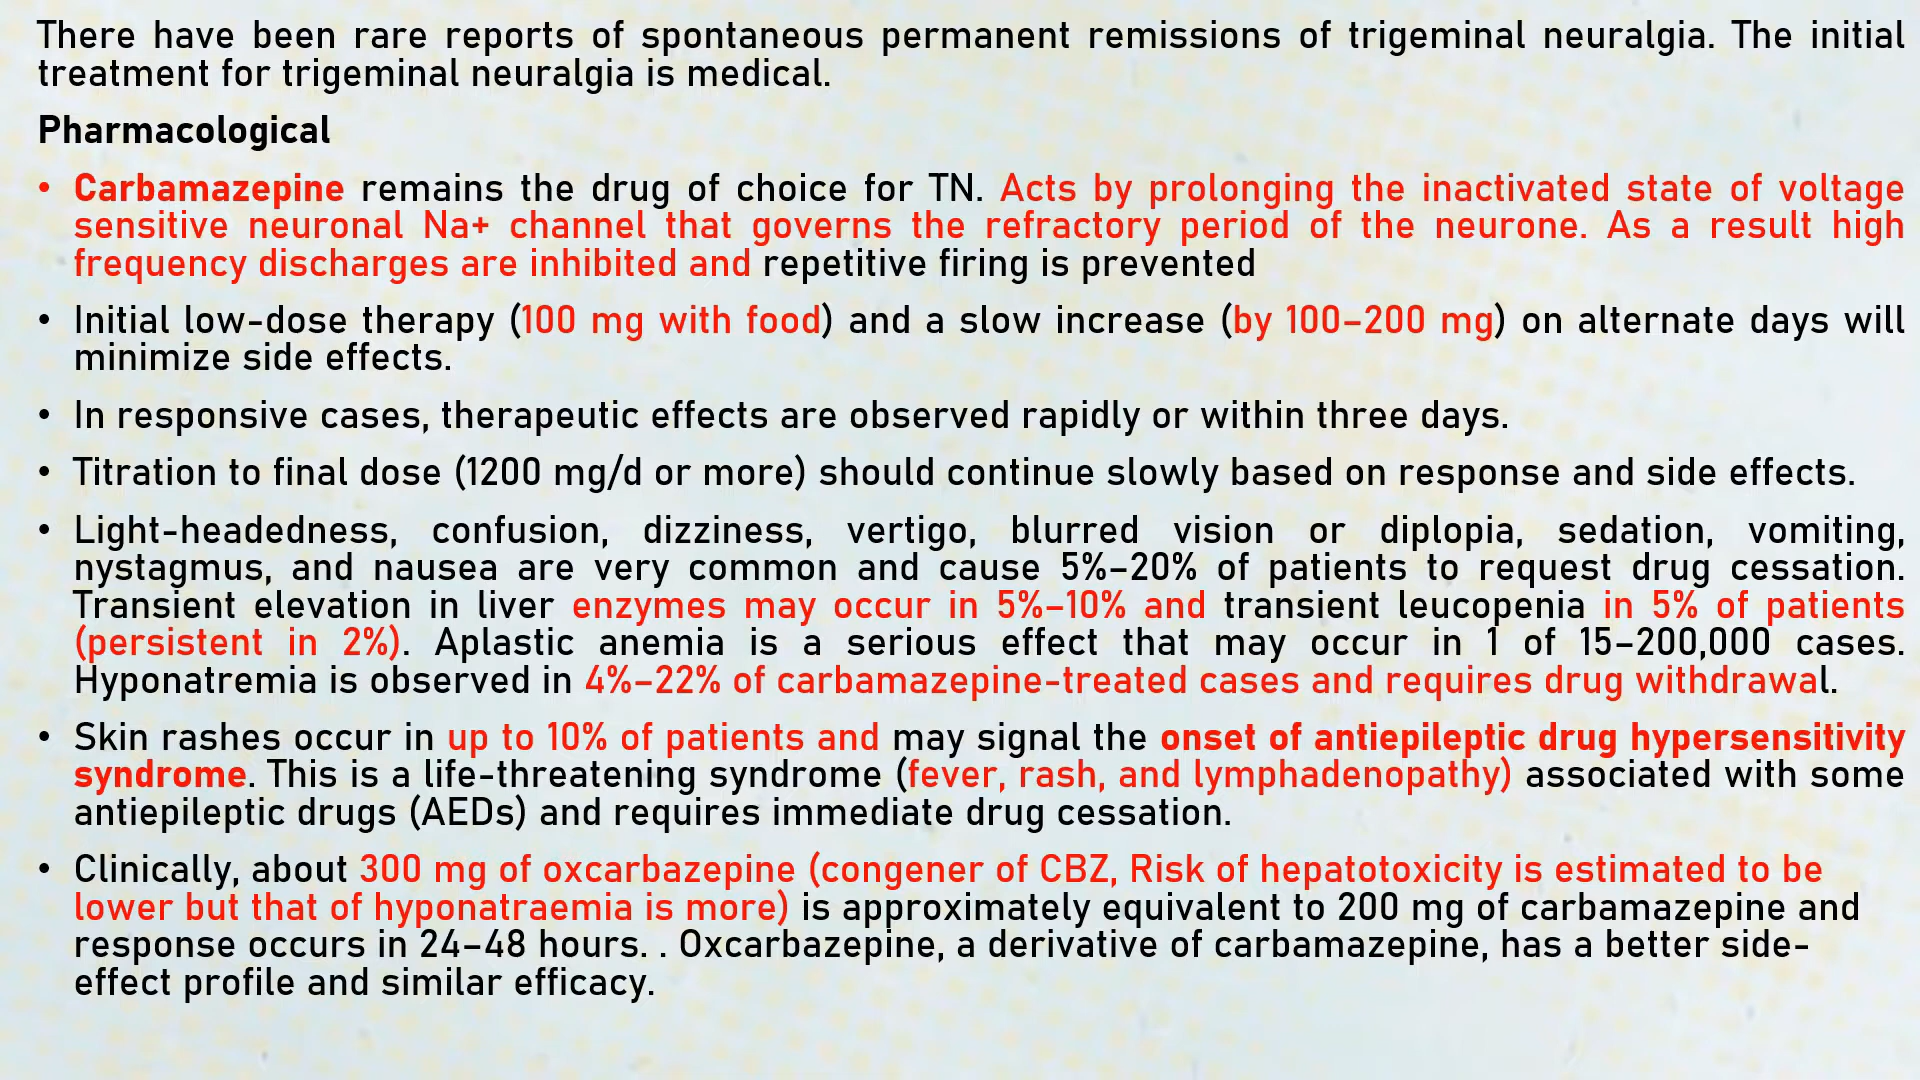 There have been rare reports of spontaneous permanent remissions of trigeminal neuralgia. The initial
treatment for trigeminal neuralgia is medical.
Pharmacological
• Carbamazepine remains the drug of choice for TN. Acts by prolonging the inactivated state of voltage
sensitive neuronal Na+ channel that governs the refractory period of the neurone. As a result high
frequency discharges are inhibited and repetitive firing is prevented
• Initial low-dose therapy (100 mg with food) and a slow increase (by 100–200 mg) on alternate days will
minimize side effects.
• In responsive cases, therapeutic effects are observed rapidly or within three days.
• Titration to final dose (1200 mg/d or more) should continue slowly based on response and side effects.
• Light-headedness, confusion, dizziness, vertigo, blurred vision or diplopia, sedation, vomiting,
nystagmus, and nausea are very common and cause 5%–20% of patients to request drug cessation.
Transient elevation in liver enzymes may occur in 5%–10% and transient leucopenia in 5% of patients
(persistent in 2%). Aplastic anemia is a serious effect that may occur in 1 of 15–200,000 cases.
Hyponatremia is observed in 4%–22% of carbamazepine-treated cases and requires drug withdrawal.
• Skin rashes occur in up to 10% of patients and may signal the onset of antiepileptic drug hypersensitivity
syndrome. This is a life-threatening syndrome (fever, rash, and lymphadenopathy) associated with some
antiepileptic drugs (AEDs) and requires immediate drug cessation.
• Clinically, about 300 mg of oxcarbazepine (congener of CBZ, Risk of hepatotoxicity is estimated to be
lower but that of hyponatraemia is more) is approximately equivalent to 200 mg of carbamazepine and
response occurs in 24–48 hours. . Oxcarbazepine, a derivative of carbamazepine, has a better side-
effect profile and similar efficacy.